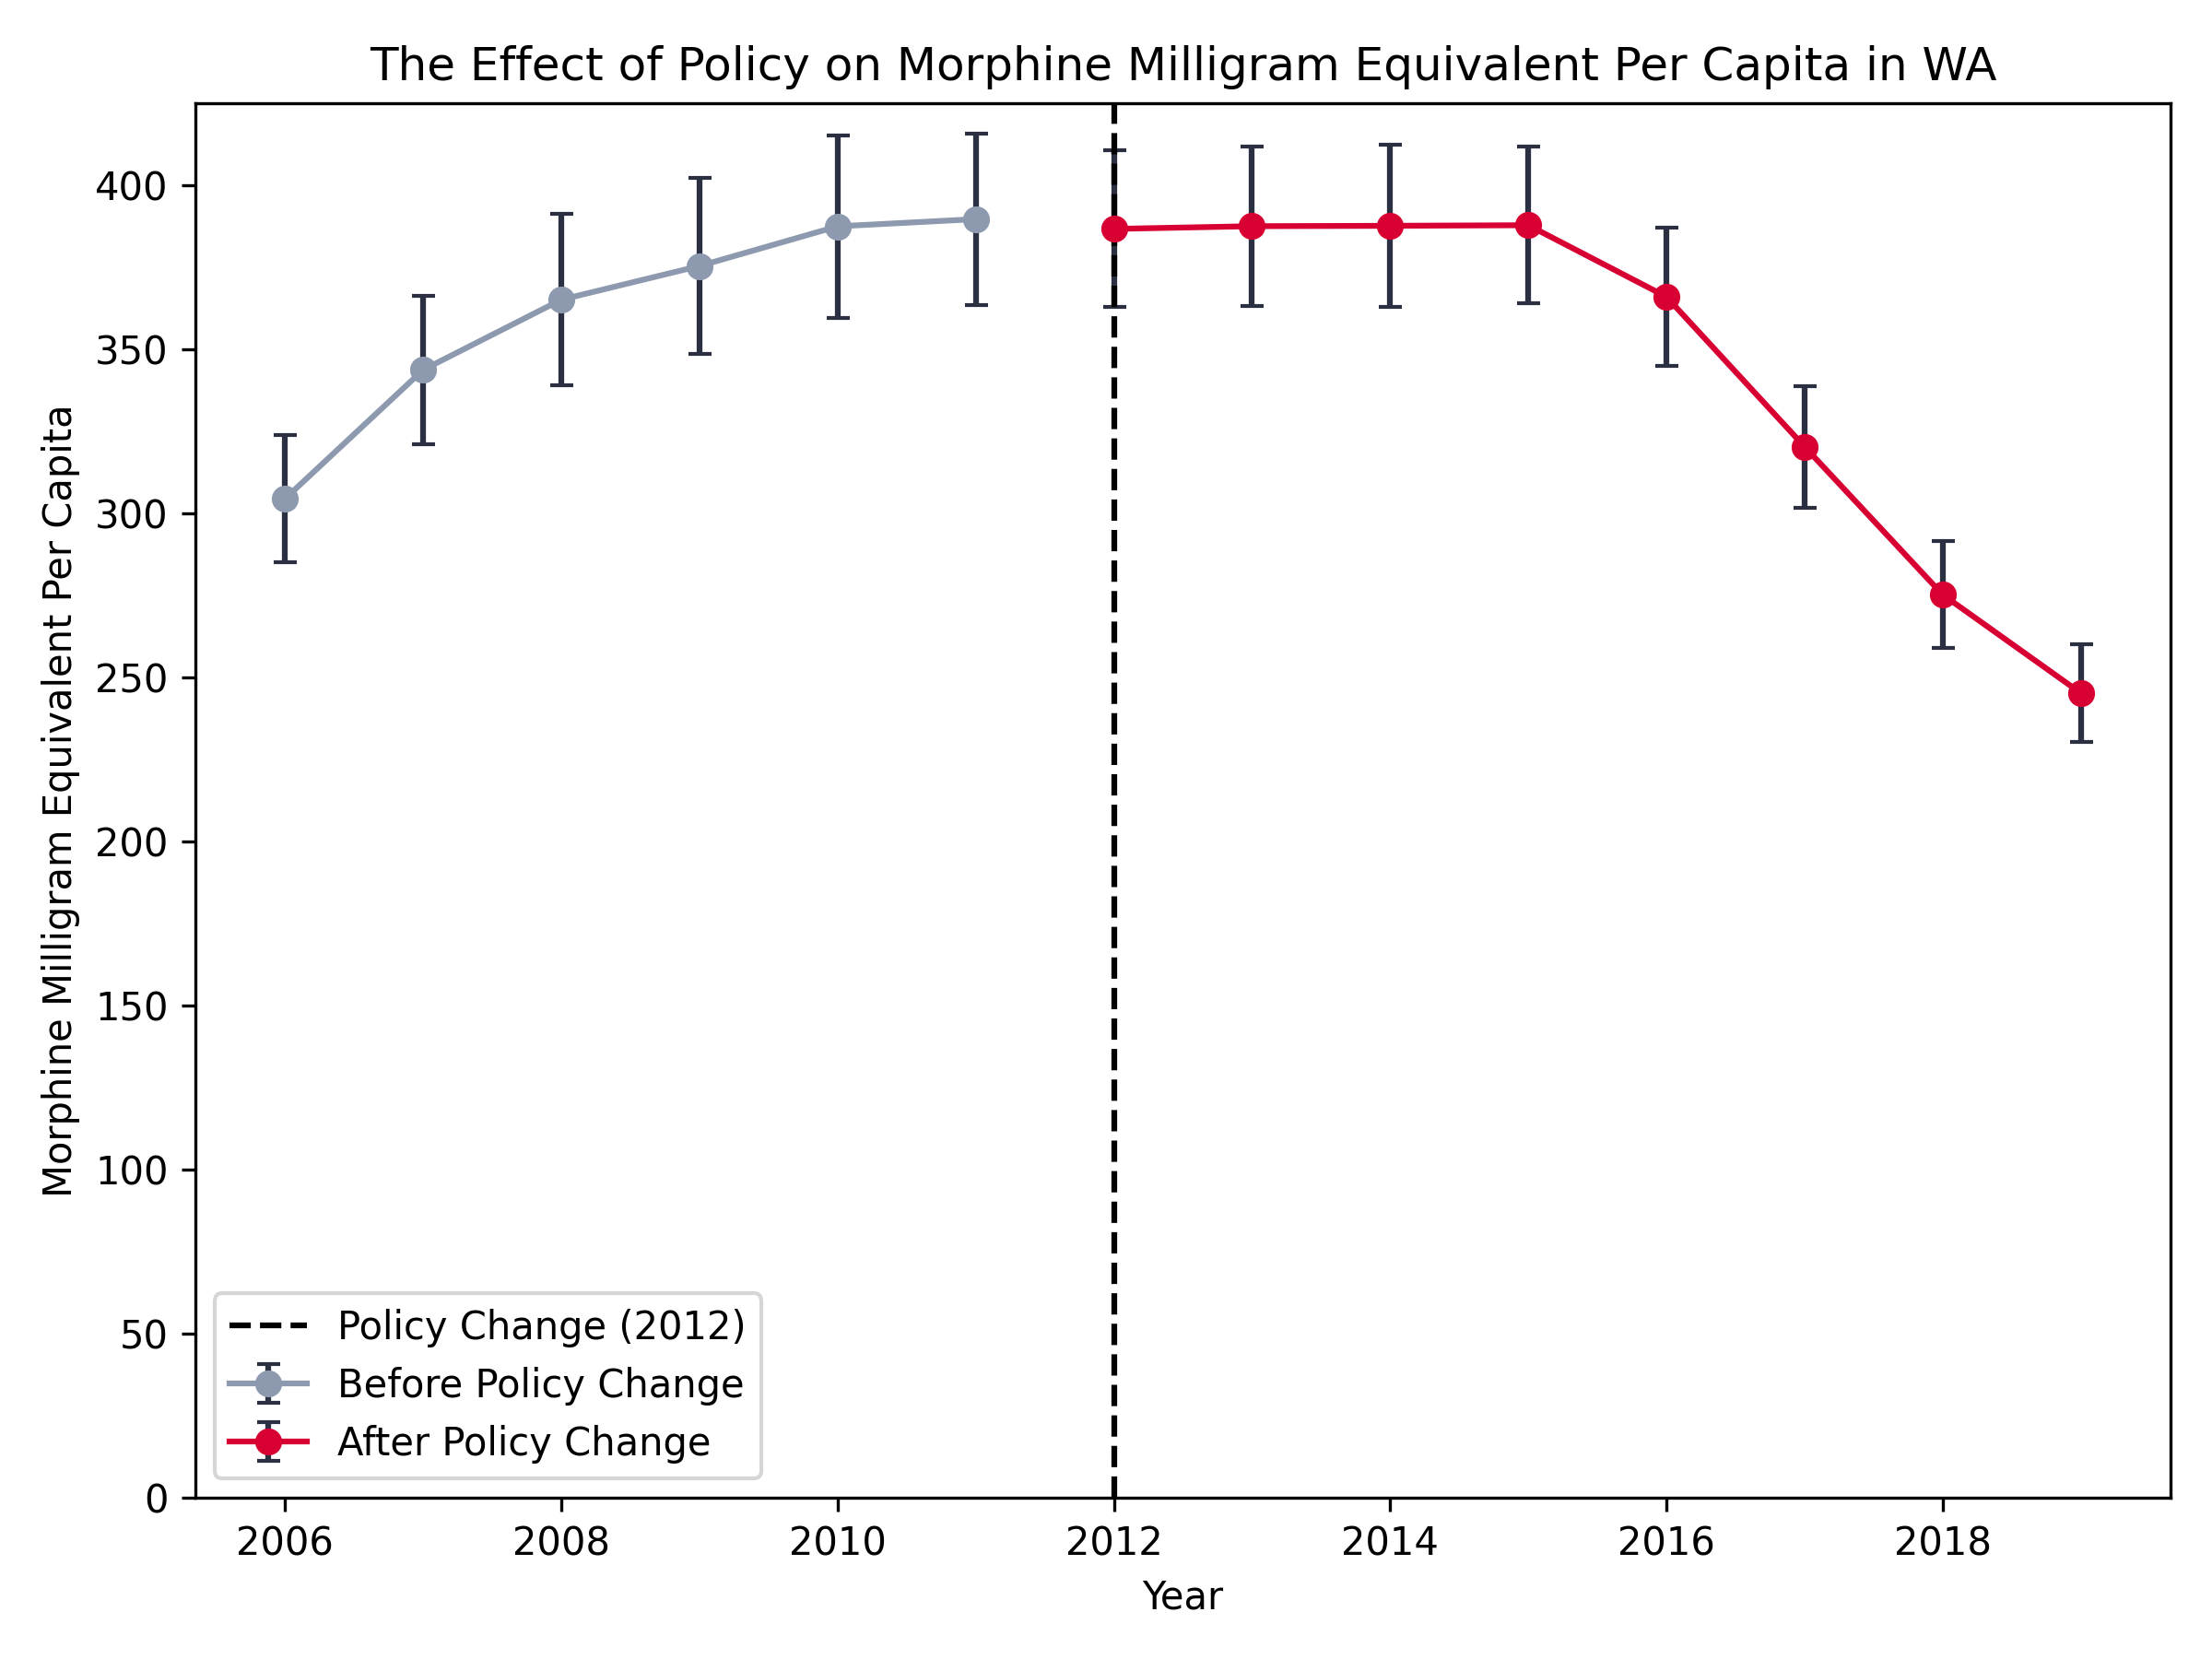 The Effect of Policy on Morphine Milligram Equivalent Per Capita in WA
Morphine Milligram Equivalent Per Capita
400
350
300
250
200
150
100
50
0
Policy Change (2012)
Before Policy Change
After Policy Change
2006
2008
2010
2012
2014
2016
2018
Year